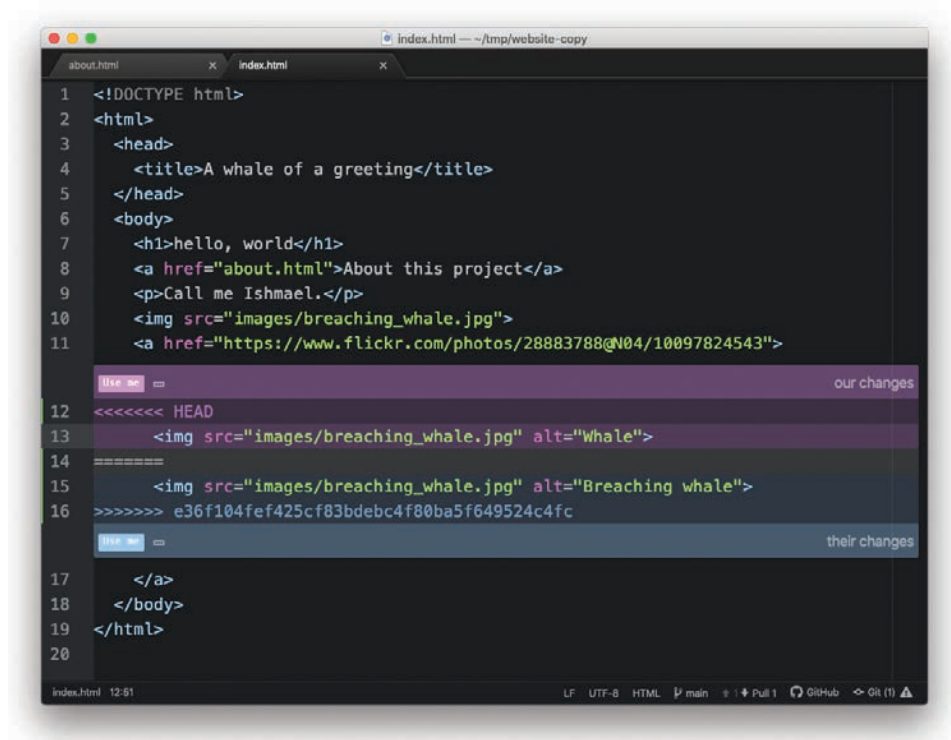 index.html — ~/tmp/website-copy
about.html × index.html ×
1 <!DOCTYPE html>
2 <html>
3 <head>
4 <title>A whale of a greeting</title>
5 </head>
6 <body>
7 <h1>hello, world</h1>
8 <a href="about.html">About this project</a>
9 <p>Call me Ishmael.</p>
10 <img src="images/breaching_whale.jpg">
11 <a href="https://www.flickr.com/photos/28883788@N04/10097824543">
Use me our changes
12 <<<<<<< HEAD
13 <img src="images/breaching_whale.jpg" alt="Whale">
14 =======
15 <img src="images/breaching_whale.jpg" alt="Breaching whale">
16 >>>>>>> e36f104fef425cf83bdebc4f80ba5f649524c4fc
Use me their changes
17 </a>
18 </body>
19 </html>
20
index.html 12:51 LF UTF-8 HTML main 1 Pull 1 GitHub Git (1)